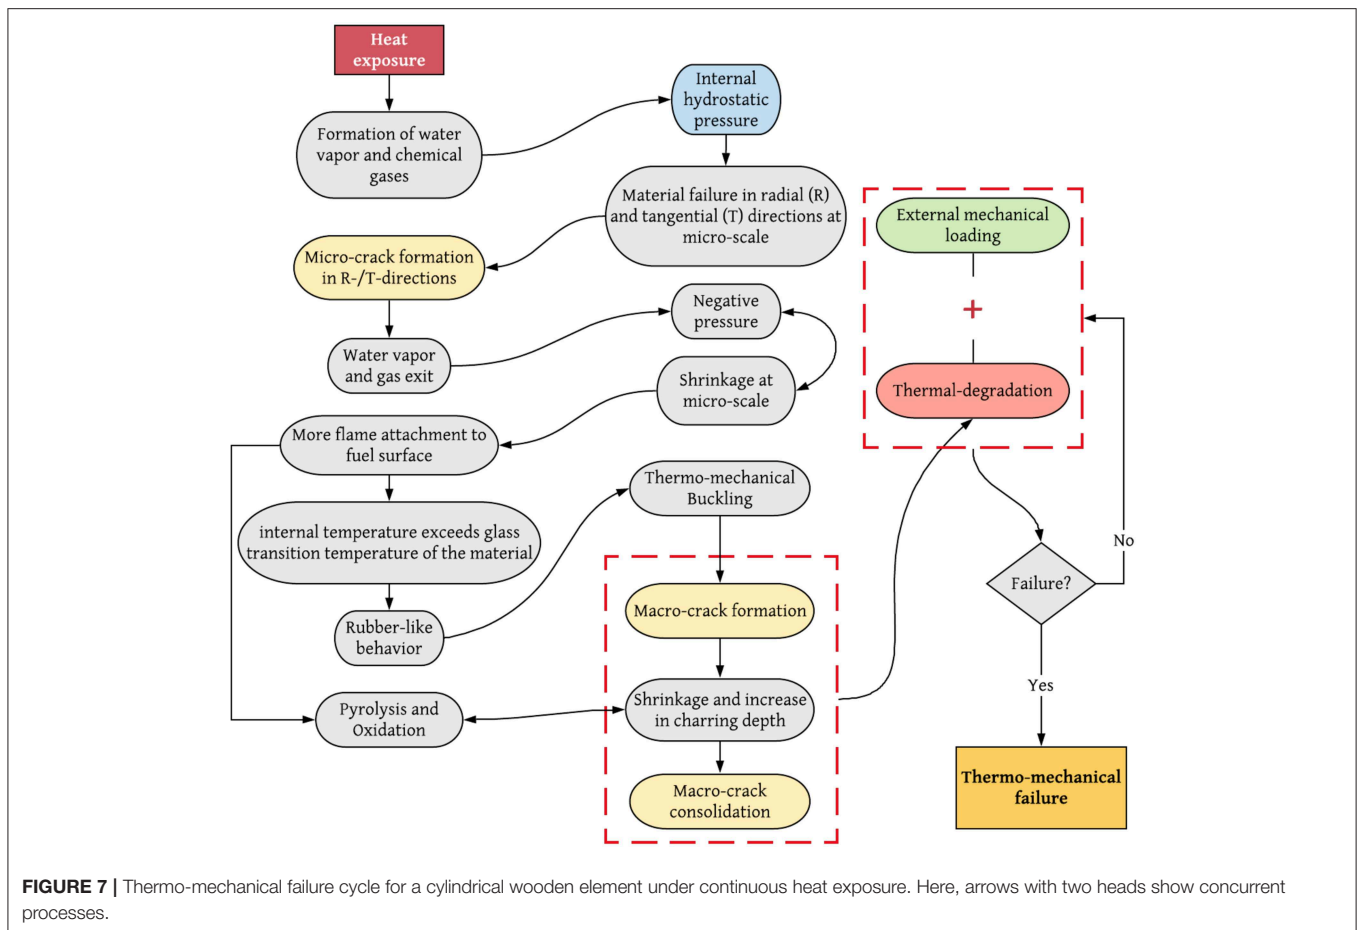 Heat
exposure
Formation of water
vapor and chemical
gases
Internal
hydrostatic
pressure
Material failure in radial (R)
and tangential (T) directions at
micro-scale
Micro-crack formation
in R-/T-directions
Water vapor
and gas exit
Negative
pressure
Shrinkage at
micro-scale
More flame attachment to
fuel surface
internal temperature exceeds glass
transition temperature of the material
Rubber-like
behavior
Thermo-mechanical
Buckling
Macro-crack formation
Shrinkage and increase
in charring depth
Macro-crack
consolidation
Pyrolysis and
Oxidation
External mechanical
loading
+
Thermal-degradation
Failure?
No
Yes
Thermo-mechanical
failure
FIGURE 7 | Thermo-mechanical failure cycle for a cylindrical wooden element under continuous heat exposure. Here, arrows with two heads show concurrent
processes.